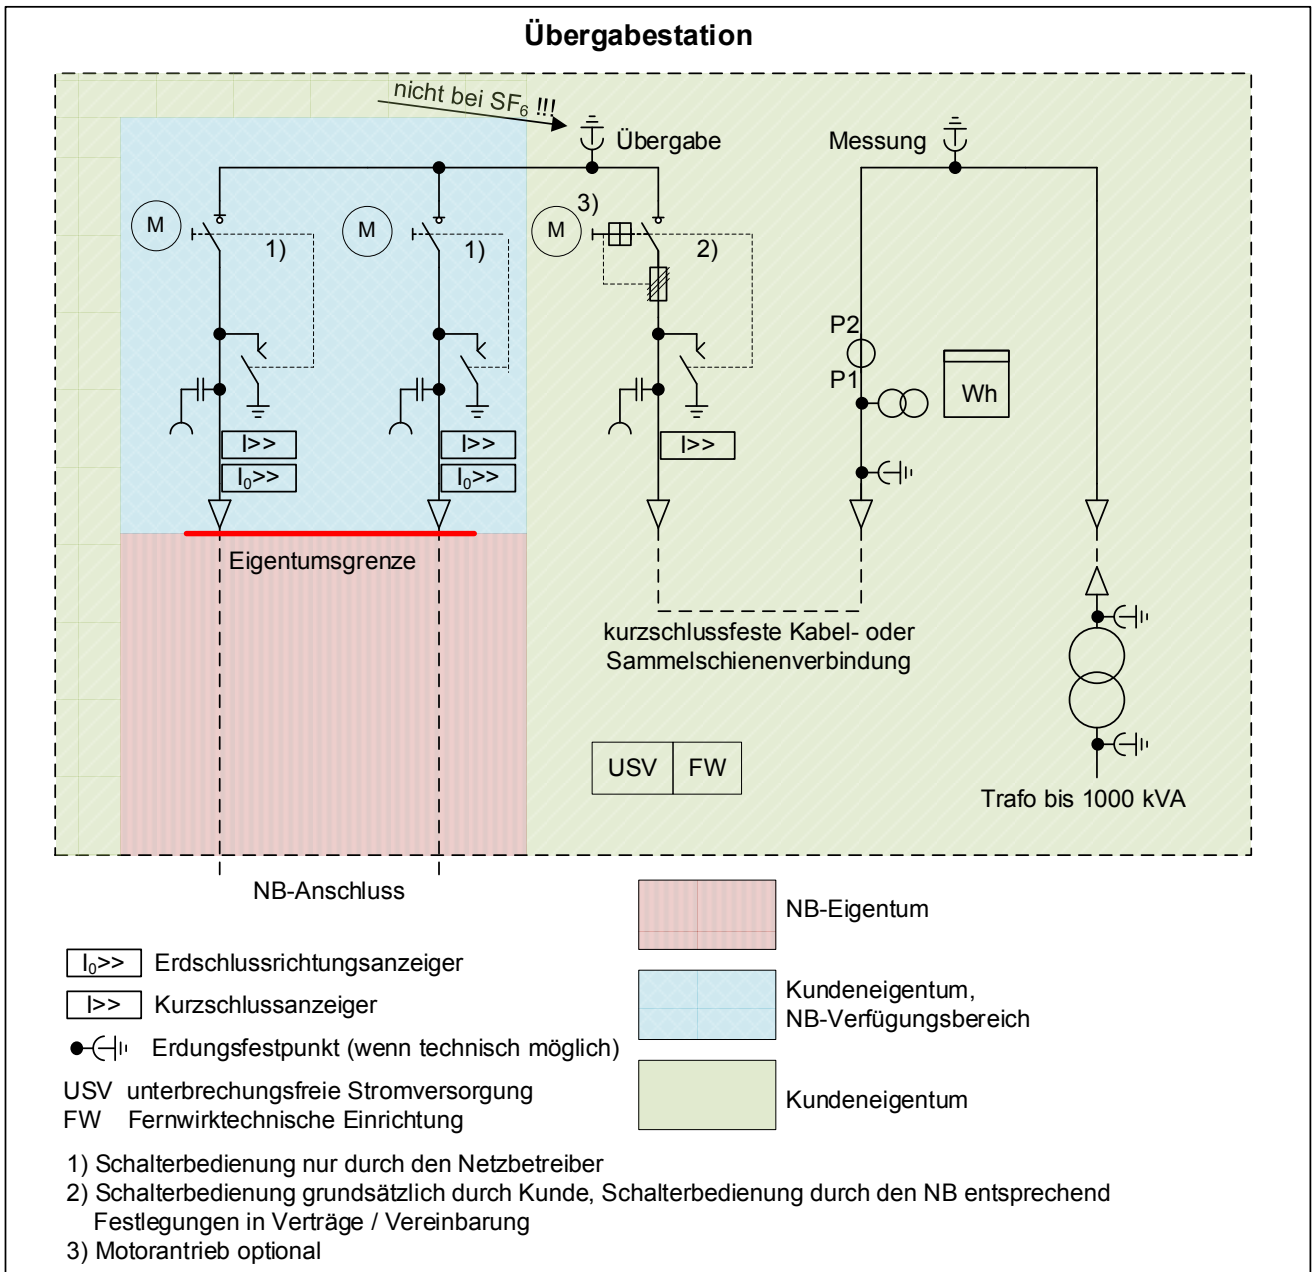 Übergabestation
nicht bei SF₆ !!!
Übergabe
Messung
M
M
M
3)
1)
1)
2)
P2
P1
Wh
I>>
I>>
I>>
I₀>>
I₀>>
Eigentumsgrenze
kurzschlussfeste Kabel- oder
Sammelschienenverbindung
USV
FW
Trafo bis 1000 kVA
NB-Anschluss
NB-Eigentum
I₀>> Erdschlussrichtungsanzeiger
I>> Kurzschlussanzeiger
Kundeneigentum,
NB-Verfügungsbereich
Erdungsfestpunkt (wenn technisch möglich)
USV unterbrechungsfreie Stromversorgung
FW Fernwirktechnische Einrichtung
Kundeneigentum
1) Schalterbedienung nur durch den Netzbetreiber
2) Schalterbedienung grundsätzlich durch Kunde, Schalterbedienung durch den NB entsprechend
Festlegungen in Verträge / Vereinbarung
3) Motorantrieb optional